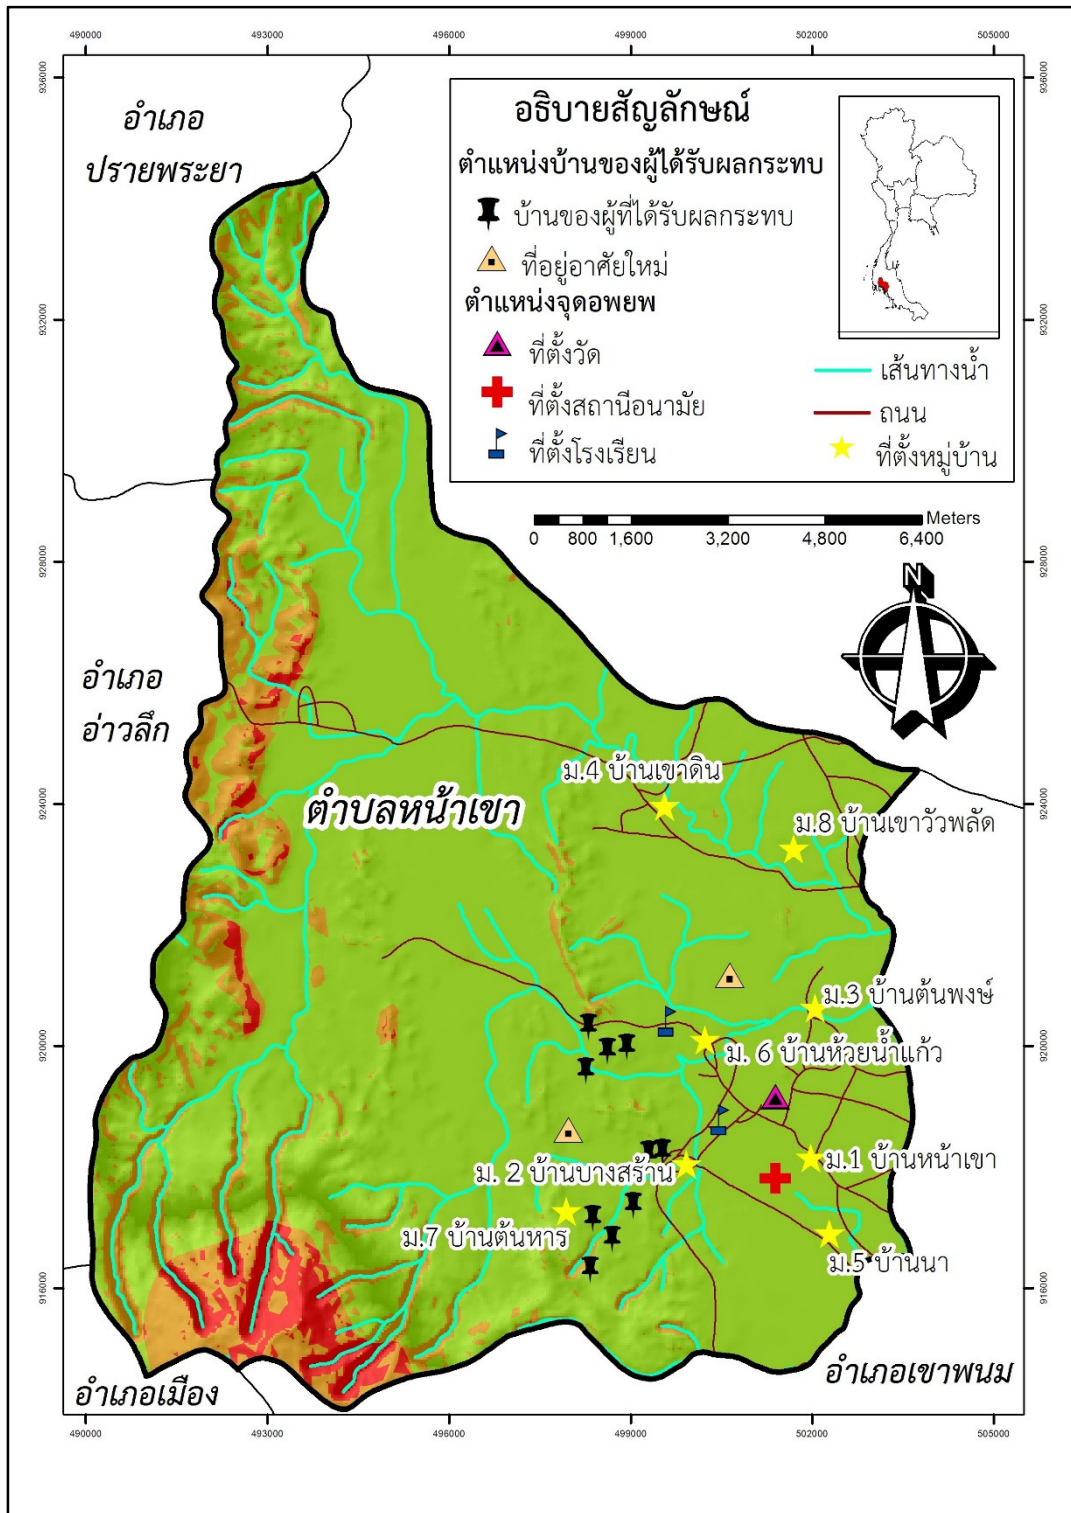 490000 493000 496000 499000 502000 505000
936000 936000
932000 932000
928000 928000
924000 924000
920000 920000
916000 916000
อำเภอ
ปรายพระยา
อธิบายสัญลักษณ์
ตำแหน่งบ้านของผู้ได้รับผลกระทบ
บ้านของผู้ที่ได้รับผลกระทบ
ที่อยู่อาศัยใหม่
ตำแหน่งจุดอพยพ
ที่ตั้งวัด
ที่ตั้งสถานีอนามัย
ที่ตั้งโรงเรียน
เส้นทางน้ำ
ถนน
ที่ตั้งหมู่บ้าน
Meters
0 800 1,600 3,200 4,800 6,400
N
อำเภอ
อ่าวลึก
ม.4 บ้านเขาดิน
ตำบลหน้าเขา
ม.8 บ้านเขาวัวพลัด
ม.3 บ้านต้นพงษ์
ม. 6 บ้านห้วยน้ำแก้ว
ม. 2 บ้านบางสร้าน
ม.1 บ้านหน้าเขา
ม.7 บ้านต้นหาร
ม.5 บ้านนา
อำเภอเมือง
อำเภอเขาพนม
490000 493000 496000 499000 502000 505000